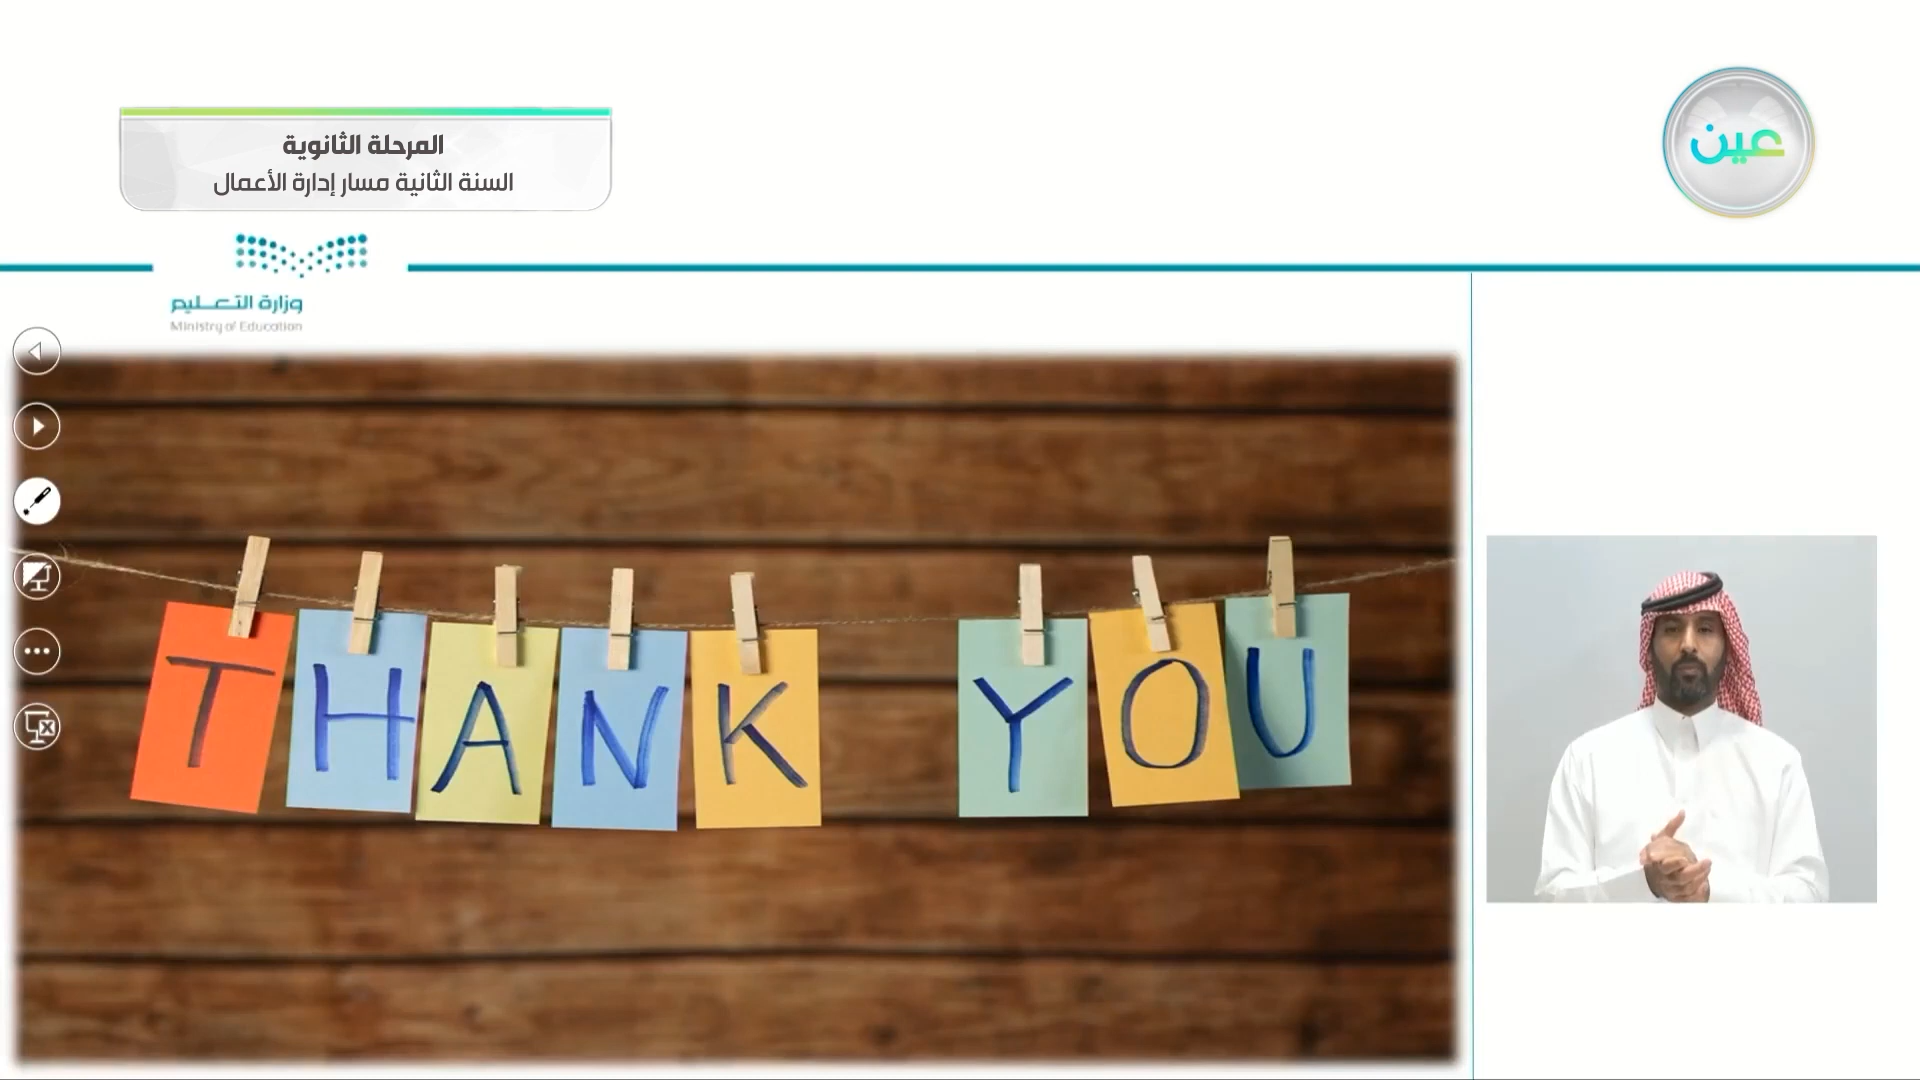 المرحلة الثانوية
السنة الثانية مسار إدارة الأعمال
عين
وزارة التعليم
Ministry of Education
THANK YOU